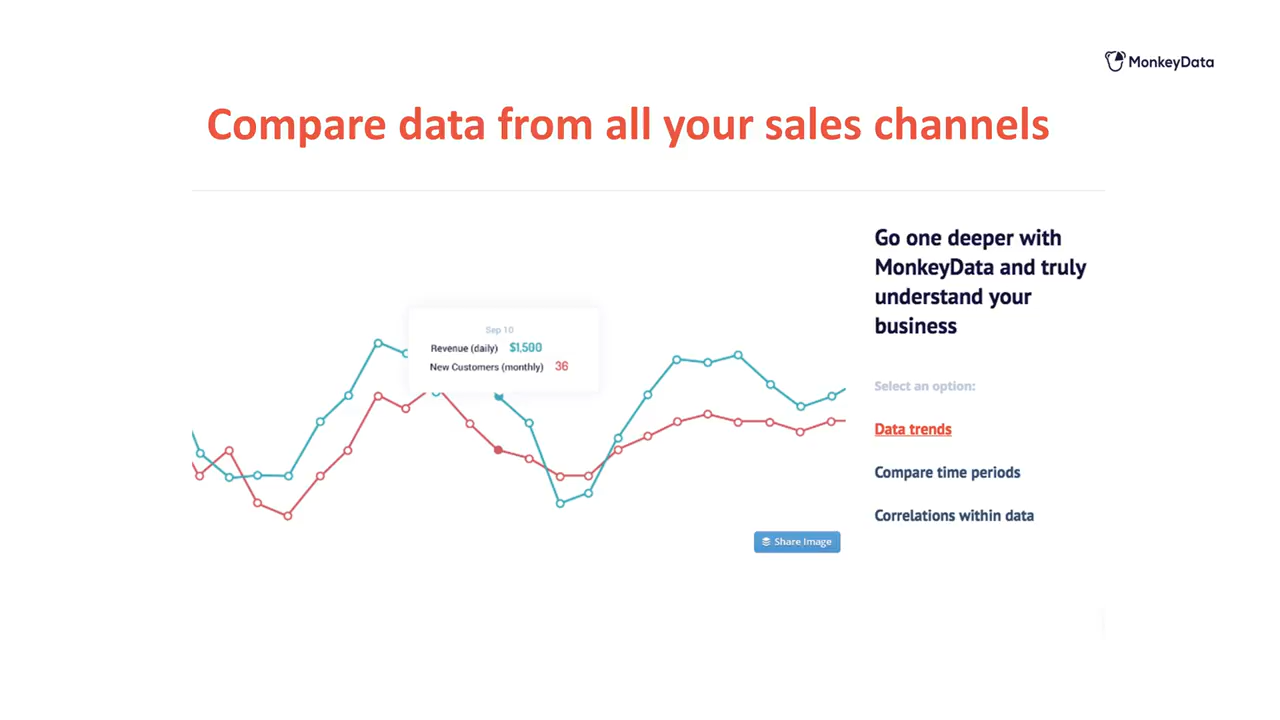 MonkeyData
Compare data from all your sales channels
Go one deeper with
MonkeyData and truly
understand your
business
Sep 10
Revenue (daily) $1,500
New Customers (monthly) 36
Select an option:
Data trends
Compare time periods
Correlations within data
Share Image